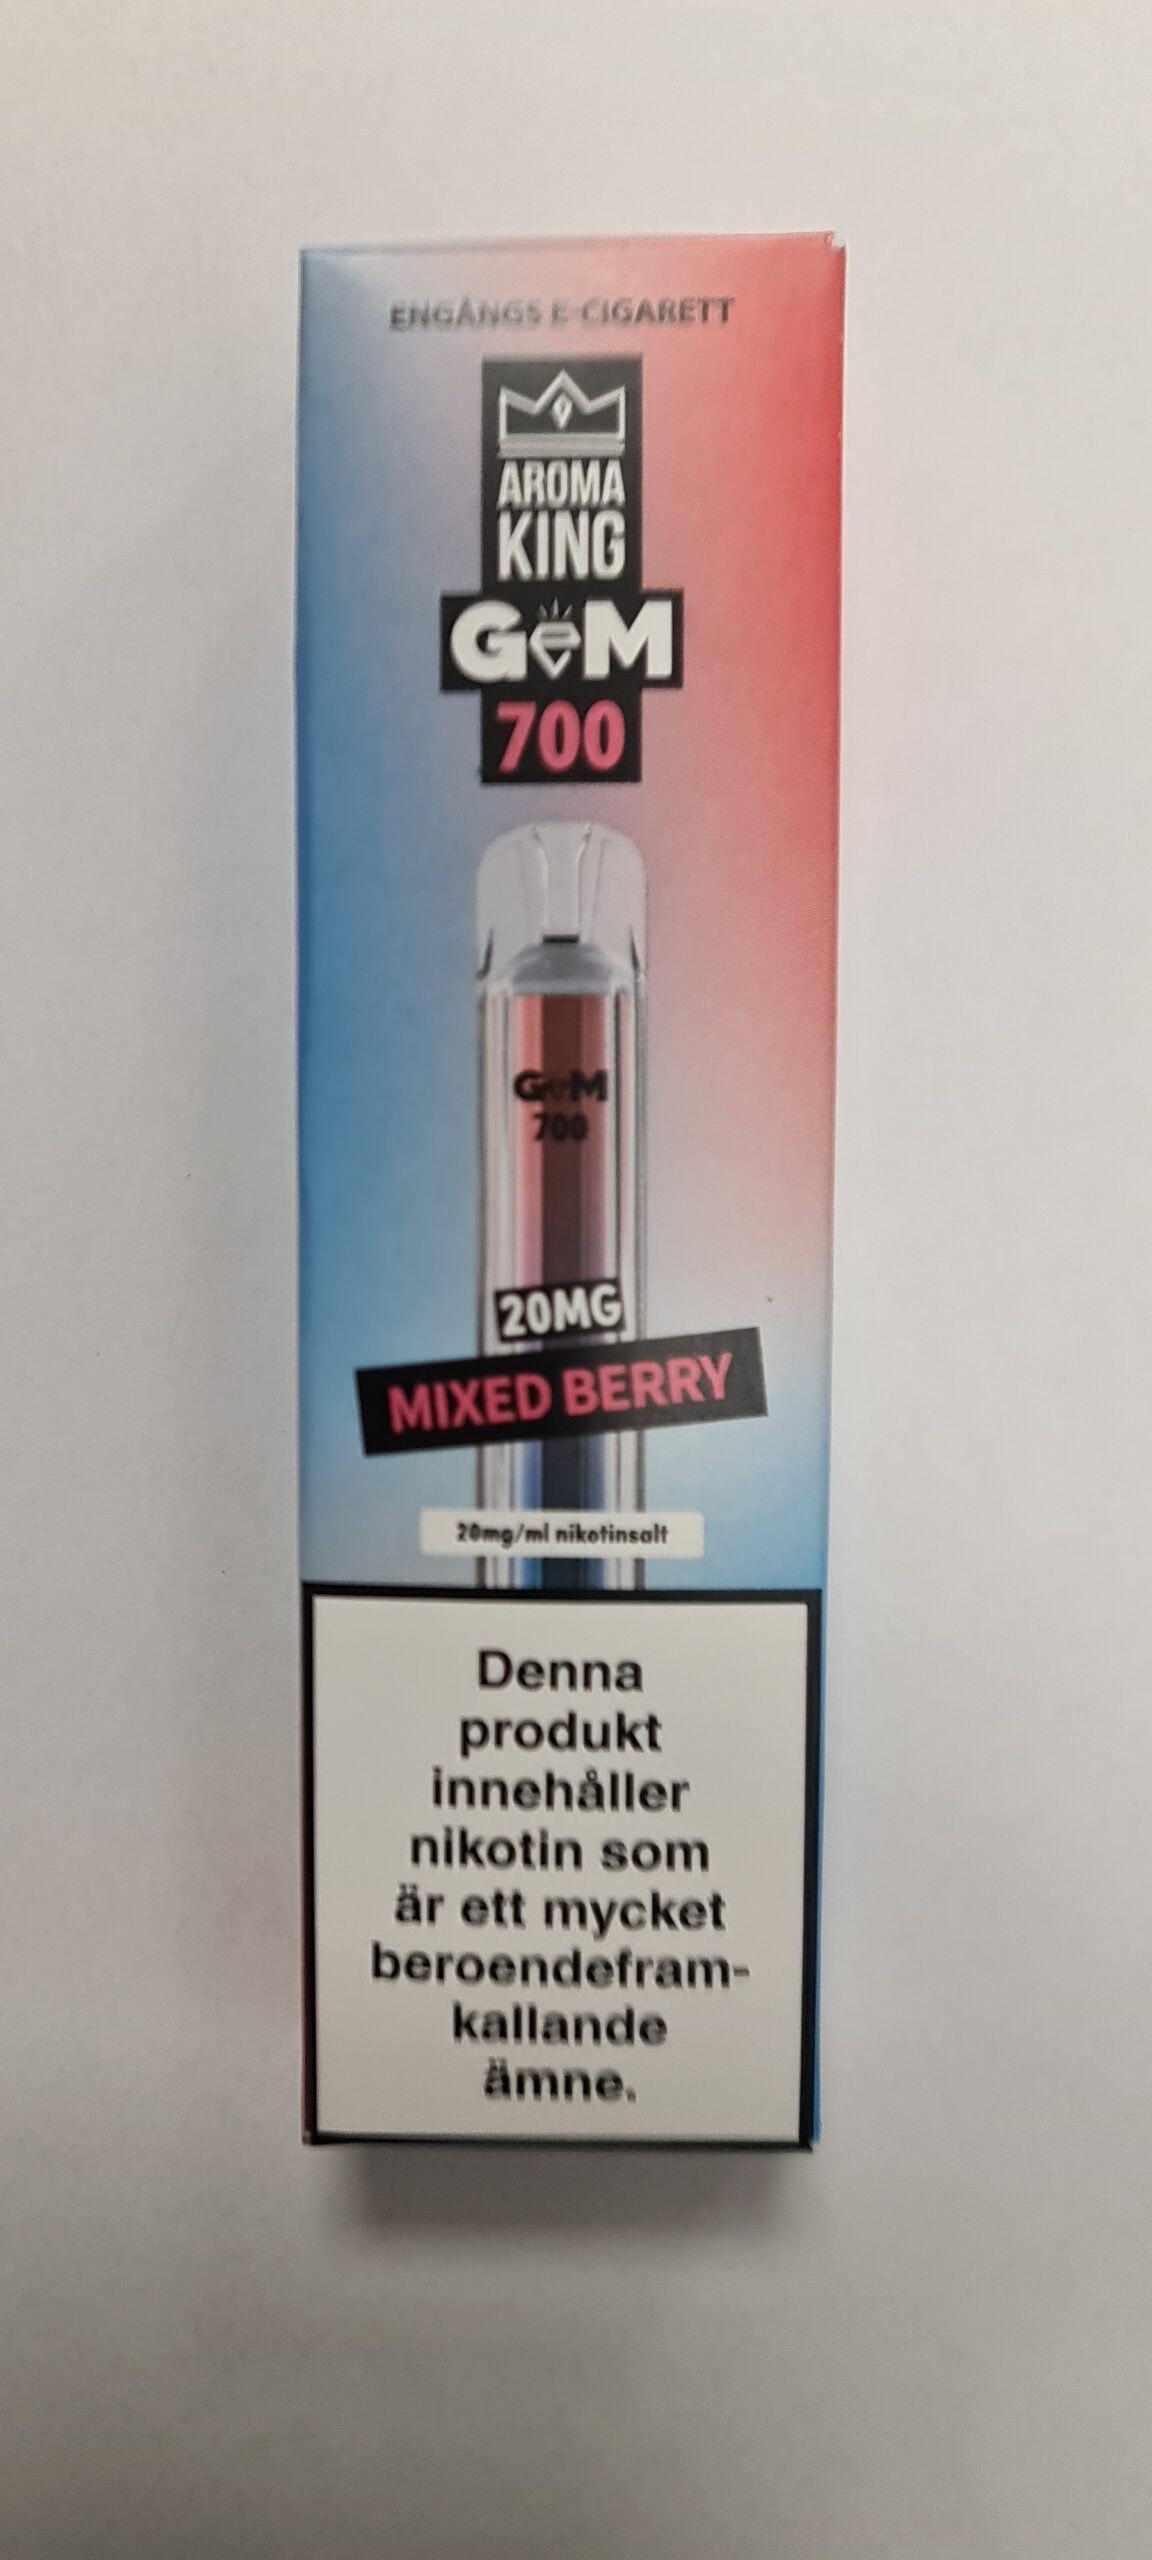 ENGÅNGS E-CIGARETT
AROMA
KING
GeM
700
GeM
700
20MG
MIXED BERRY
20mg/ml nikotinsalt
Denna
produkt
innehåller
nikotin som
är ett mycket
beroendefram-
kallande
ämne.